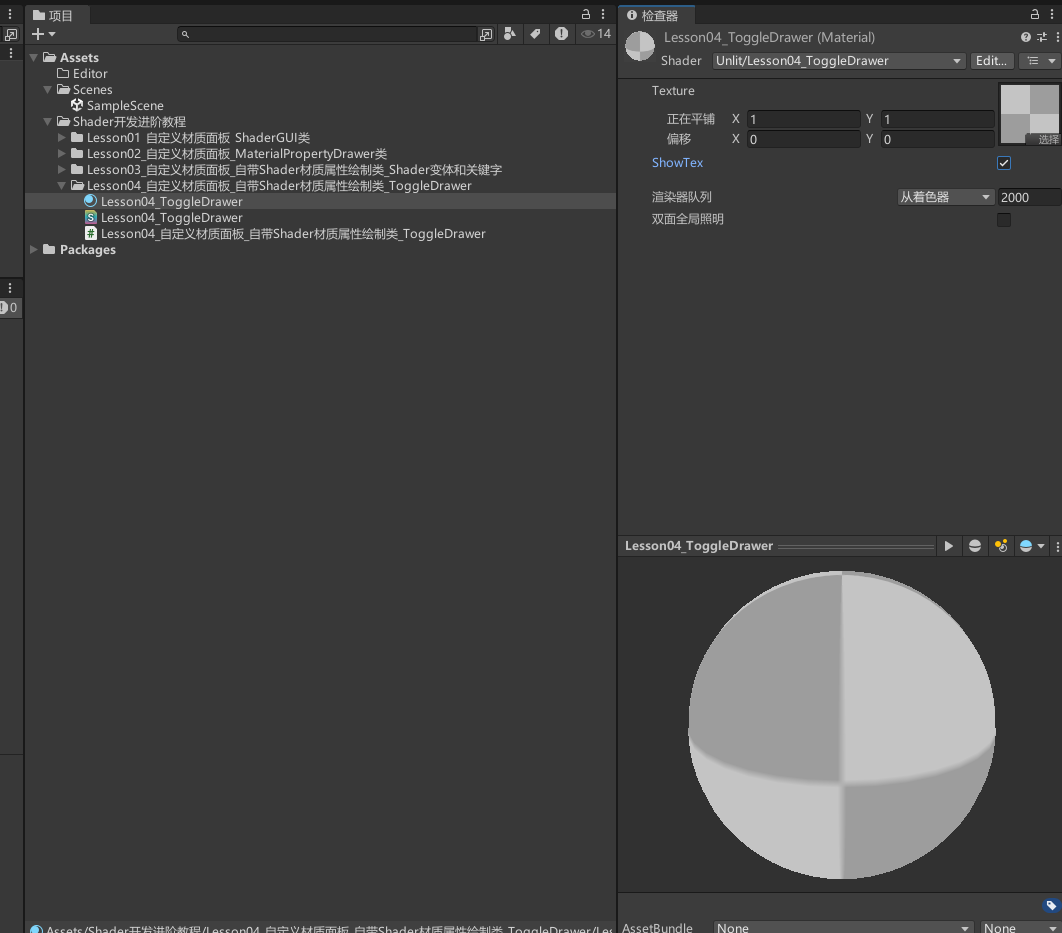 项目
14
Assets
Editor
Scenes
SampleScene
Shader开发进阶教程
Lesson01_自定义材质面板_ShaderGUI类
Lesson02_自定义材质面板_MaterialPropertyDrawer类
Lesson03_自定义材质面板_自带Shader材质属性绘制类_Shader变体和关键字
Lesson04_自定义材质面板_自带Shader材质属性绘制类_ToggleDrawer
Lesson04_ToggleDrawer
Lesson04_ToggleDrawer
Lesson04_自定义材质面板_自带Shader材质属性绘制类_ToggleDrawer
Packages
0
Assets/Shader开发进阶教程/Lesson04_自定义材质面板_自带Shader材质属性绘制类_ToggleDrawer/Les
检查器
Lesson04_ToggleDrawer (Material)
Shader Unlit/Lesson04_ToggleDrawer Edit...
Texture
正在平铺 X 1 Y 1
偏移 X 0 Y 0
选择
ShowTex
渲染器队列 从着色器 2000
双面全局照明
Lesson04_ToggleDrawer
AssetBundle None None